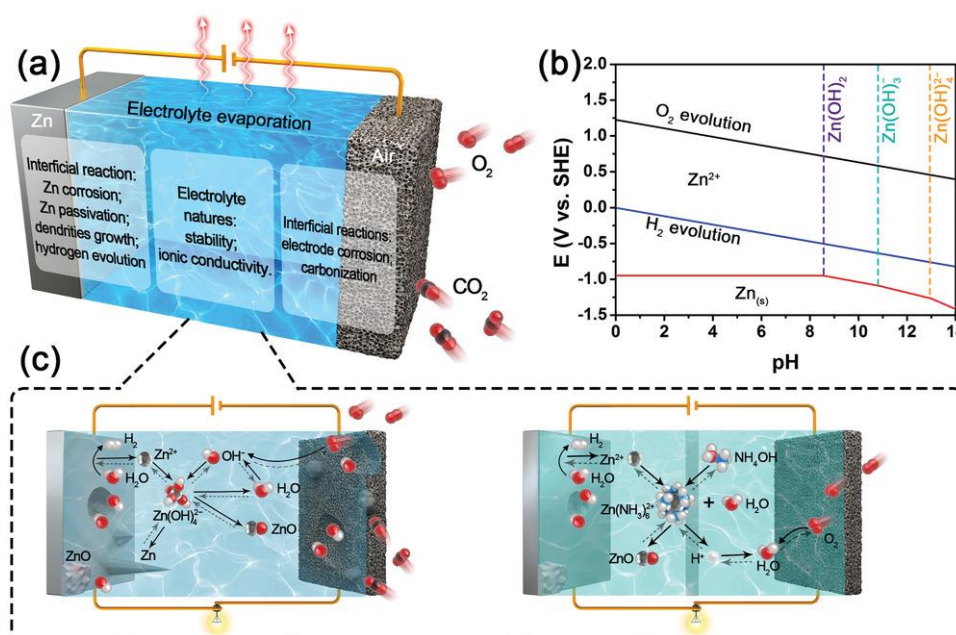 (a)
Zn
Electrolyte evaporation
Air
Interficial reaction:
Zn corrosion;
Zn passivation;
dendrities growth;
hydrogen evolution
Electrolyte
natures:
stability;
ionic conductivity.
Interficial reactions:
electrode corrosion;
carbonization
O₂
CO₂
(b)
E (V vs. SHE)
2.0
1.5
1.0
0.5
0.0
-0.5
-1.0
-1.5
O₂ evolution
Zn²⁺
H₂ evolution
Zn₍ₛ₎
Zn(OH)₂
Zn(OH)₃⁻
Zn(OH)₄²⁻
0 2 4 6 8 10 12 14
pH
(c)
H₂
Zn²⁺
OH⁻
H₂O
H₂O
Zn(OH)₄²⁻
ZnO
Zn
ZnO
H₂
Zn²⁺
NH₄OH
H₂O
Zn(NH₃)₆²⁺
+
H₂O
ZnO
H⁺
H₂O
O₂